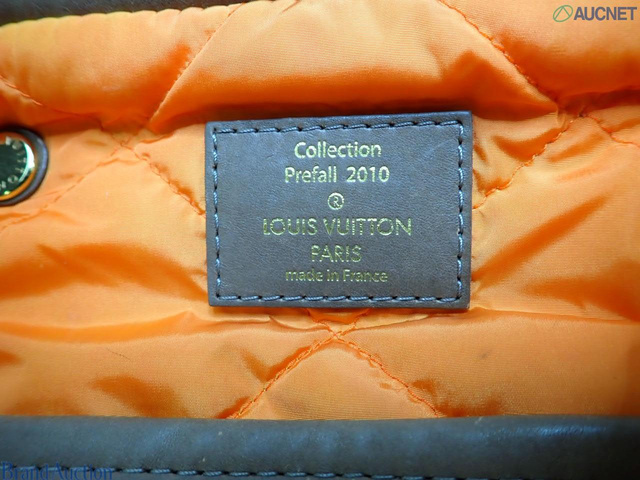 AUCNET
Collection
Prefall 2010
®
LOUIS VUITTON
PARIS
made in France
Brand Auction